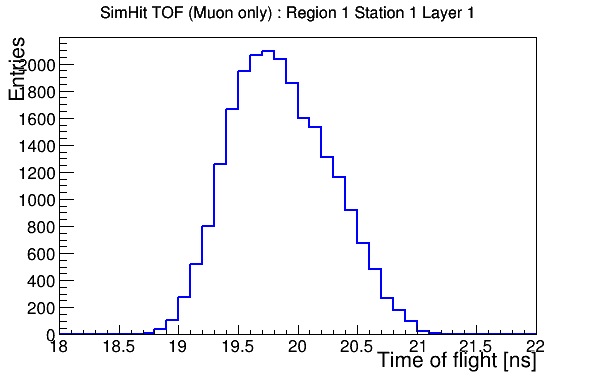 SimHit TOF (Muon only) : Region 1 Station 1 Layer 1
Entries
2000
1800
1600
1400
1200
1000
800
600
400
200
0
18 18.5 19 19.5 20 20.5 21 21.5 22
Time of flight [ns]